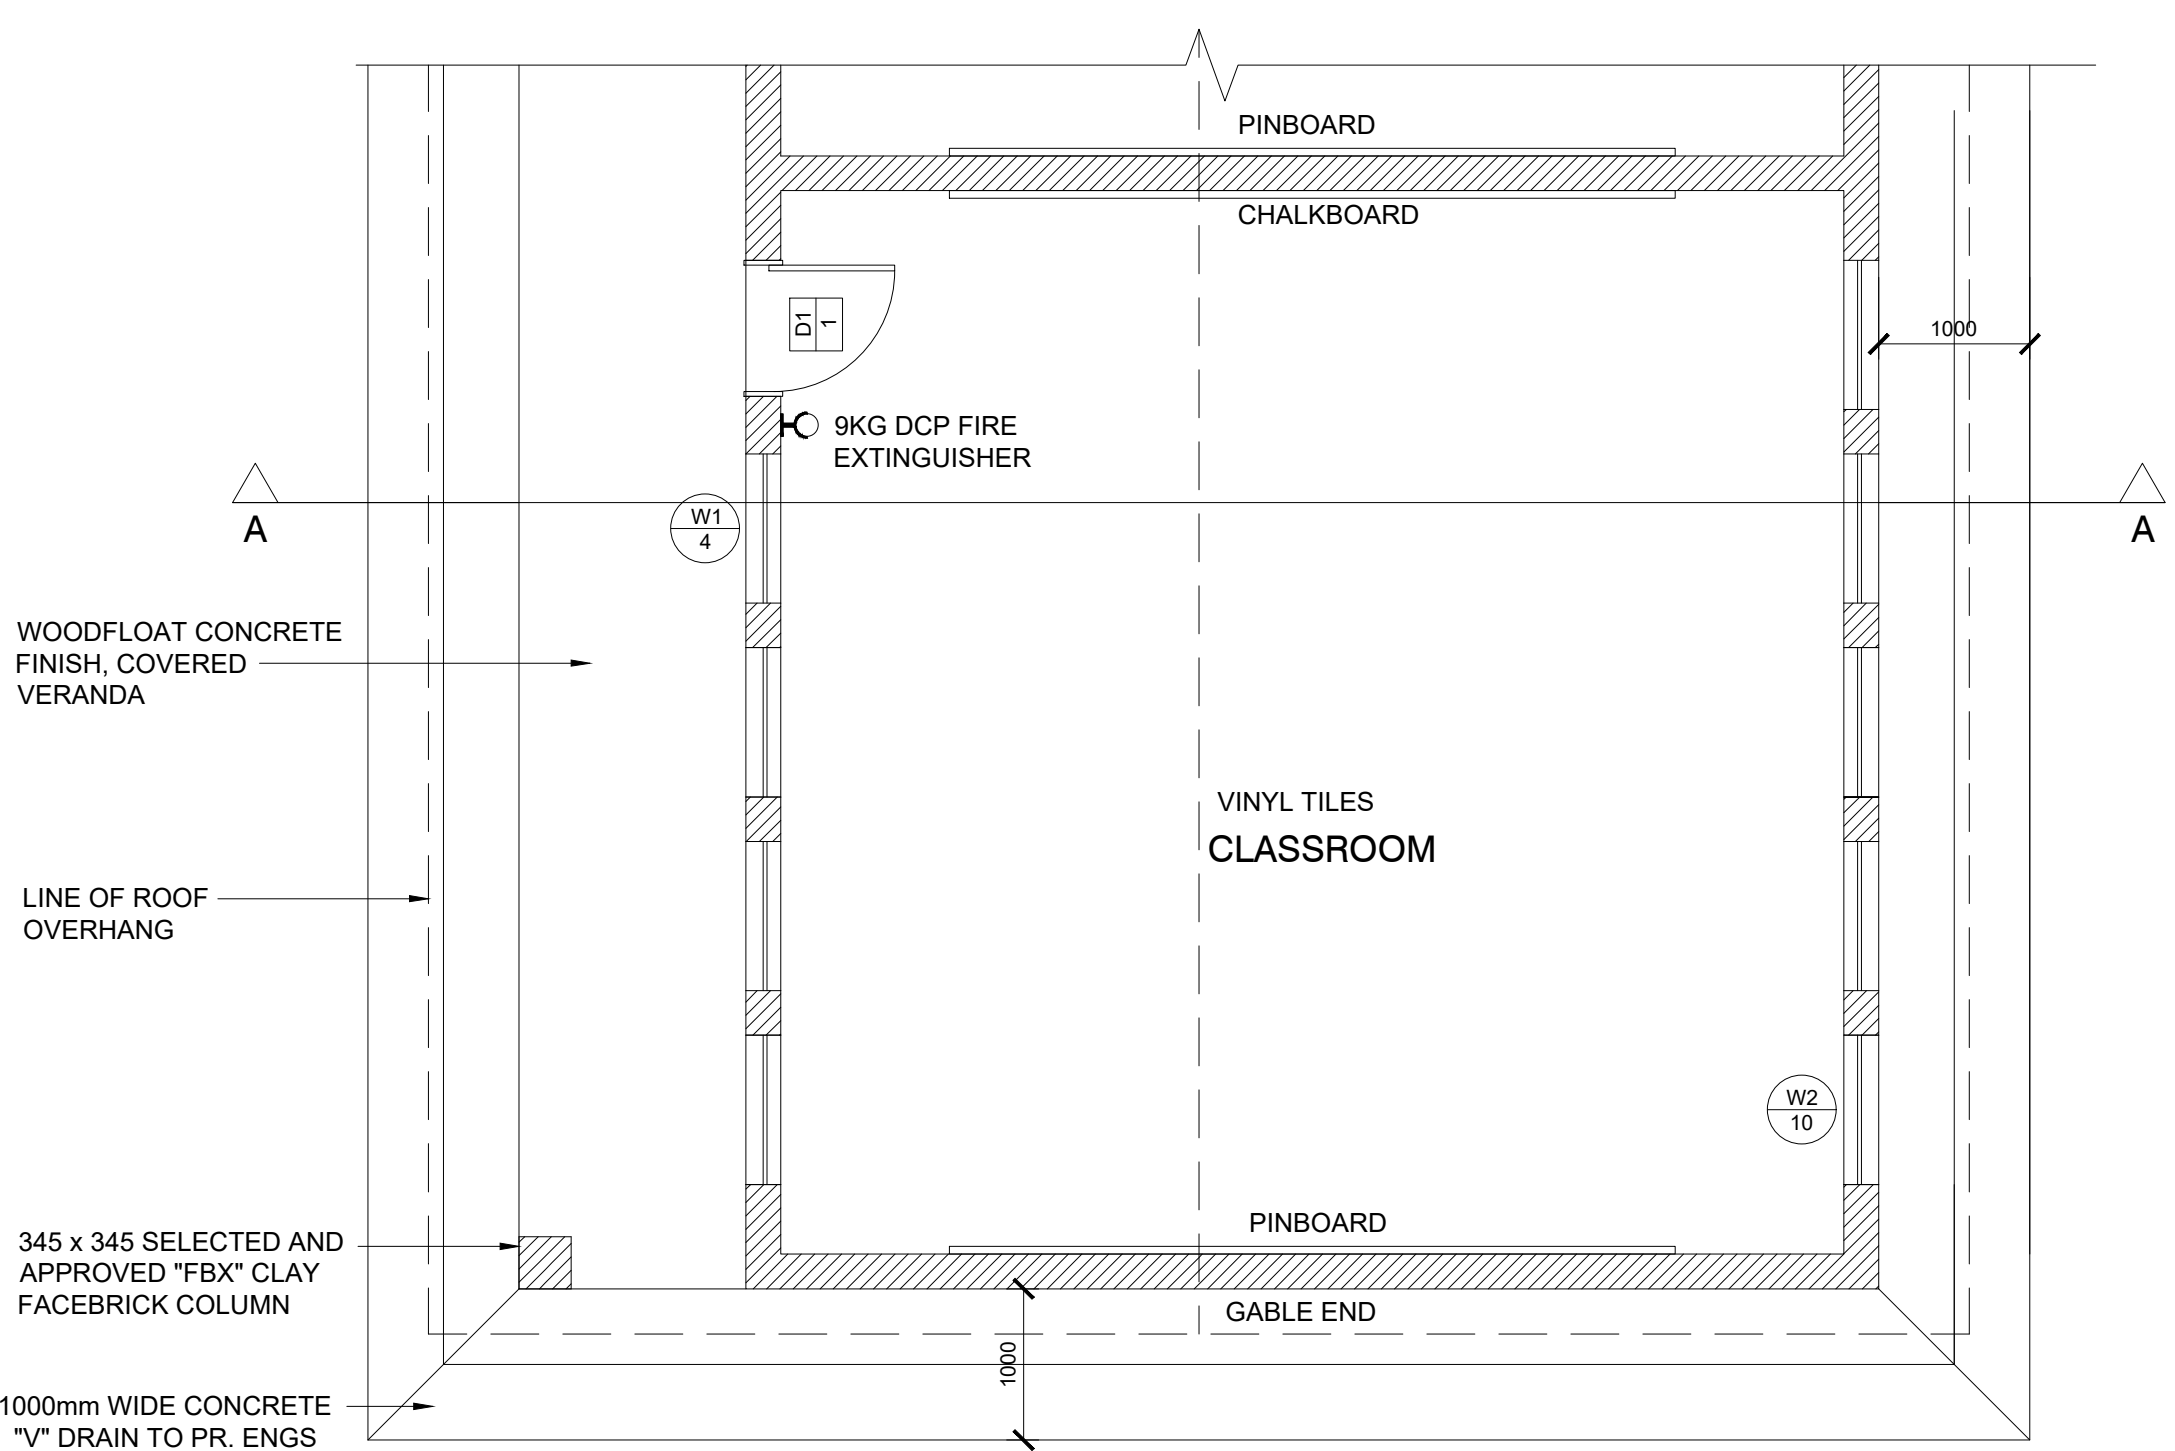 PINBOARD
CHALKBOARD
D1
1
1000
9KG DCP FIRE
EXTINGUISHER
A
A
W1
4
WOODFLOAT CONCRETE
FINISH, COVERED
VERANDA
VINYL TILES
CLASSROOM
LINE OF ROOF
OVERHANG
W2
10
PINBOARD
345 x 345 SELECTED AND
APPROVED "FBX" CLAY
FACEBRICK COLUMN
GABLE END
1000
1000mm WIDE CONCRETE
"V" DRAIN TO PR. ENGS